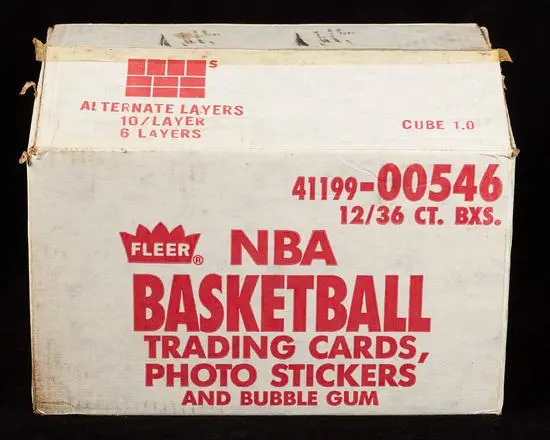 S
ALTERNATE LAYERS
10/LAYER
6 LAYERS
CUBE 1.0
41199-00546
12/36 CT. BXS.
FLEER® NBA
BASKETBALL
TRADING CARDS,
PHOTO STICKERS
AND BUBBLE GUM